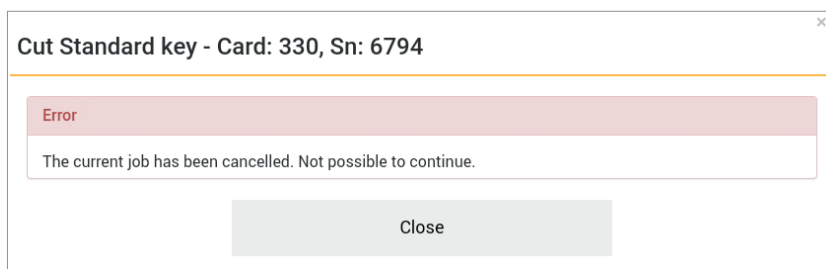 ×
Cut Standard key - Card: 330, Sn: 6794
Error
The current job has been cancelled. Not possible to continue.
Close